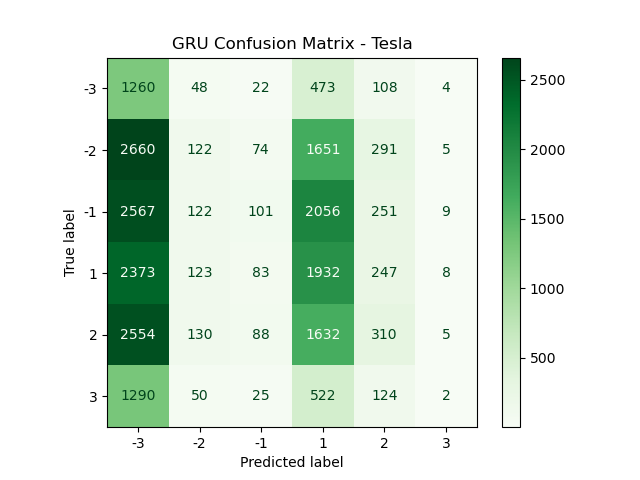 GRU Confusion Matrix - Tesla
-3 1260 48 22 473 108 4
-2 2660 122 74 1651 291 5
-1 2567 122 101 2056 251 9
1 2373 123 83 1932 247 8
2 2554 130 88 1632 310 5
3 1290 50 25 522 124 2
-3 -2 -1 1 2 3
Predicted label
True label
2500
2000
1500
1000
500